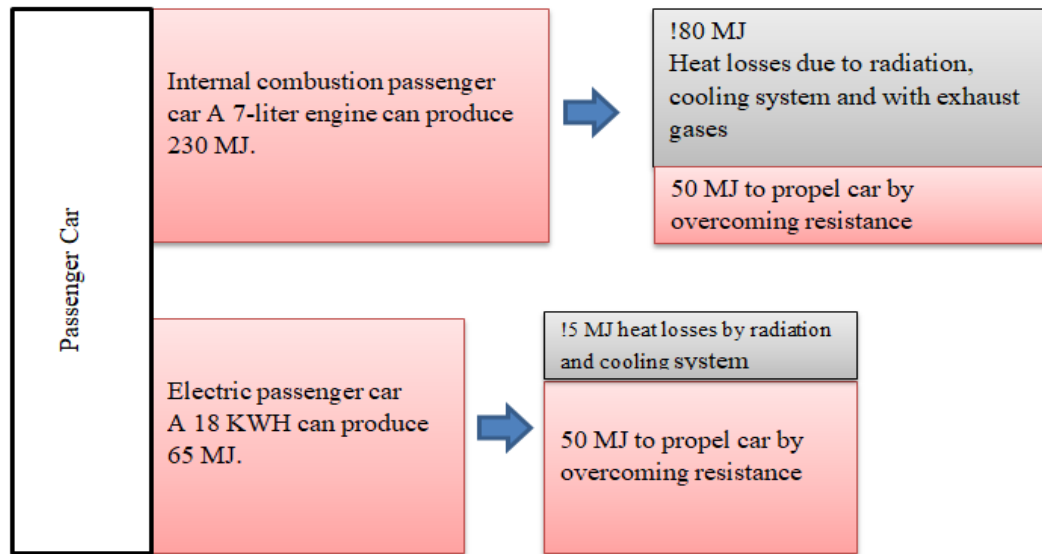 Passenger Car
Internal combustion passenger
car A 7-liter engine can produce
230 MJ.
!80 MJ
Heat losses due to radiation,
cooling system and with exhaust
gases
50 MJ to propel car by
overcoming resistance
Electric passenger car
A 18 KWH can produce
65 MJ.
!5 MJ heat losses by radiation
and cooling system
50 MJ to propel car by
overcoming resistance